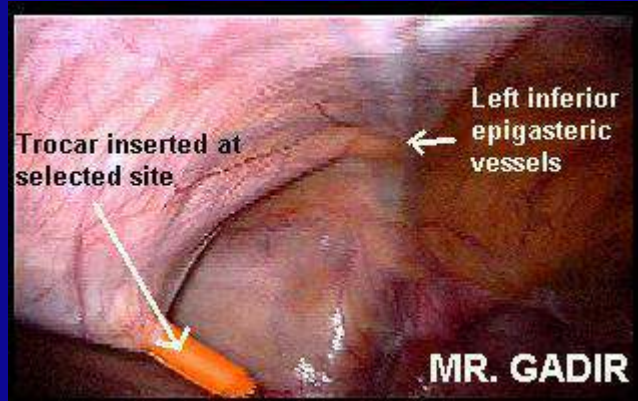 Trocar inserted at
selected site
Left inferior
epigasteric
vessels
MR. GADIR